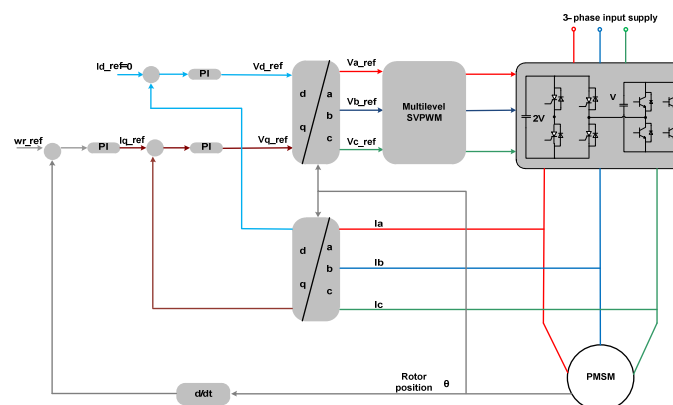 3-phase input supply
Id_ref=0
PI
Vd_ref
Va_ref
d
a
b
q
c
Vb_ref
Multilevel
SVPWM
2V
V
wr_ref
PI
Iq_ref
PI
Vq_ref
Vc_ref
d
a
b
q
c
Ia
Ib
Ic
Rotor
position θ
d/dt
PMSM